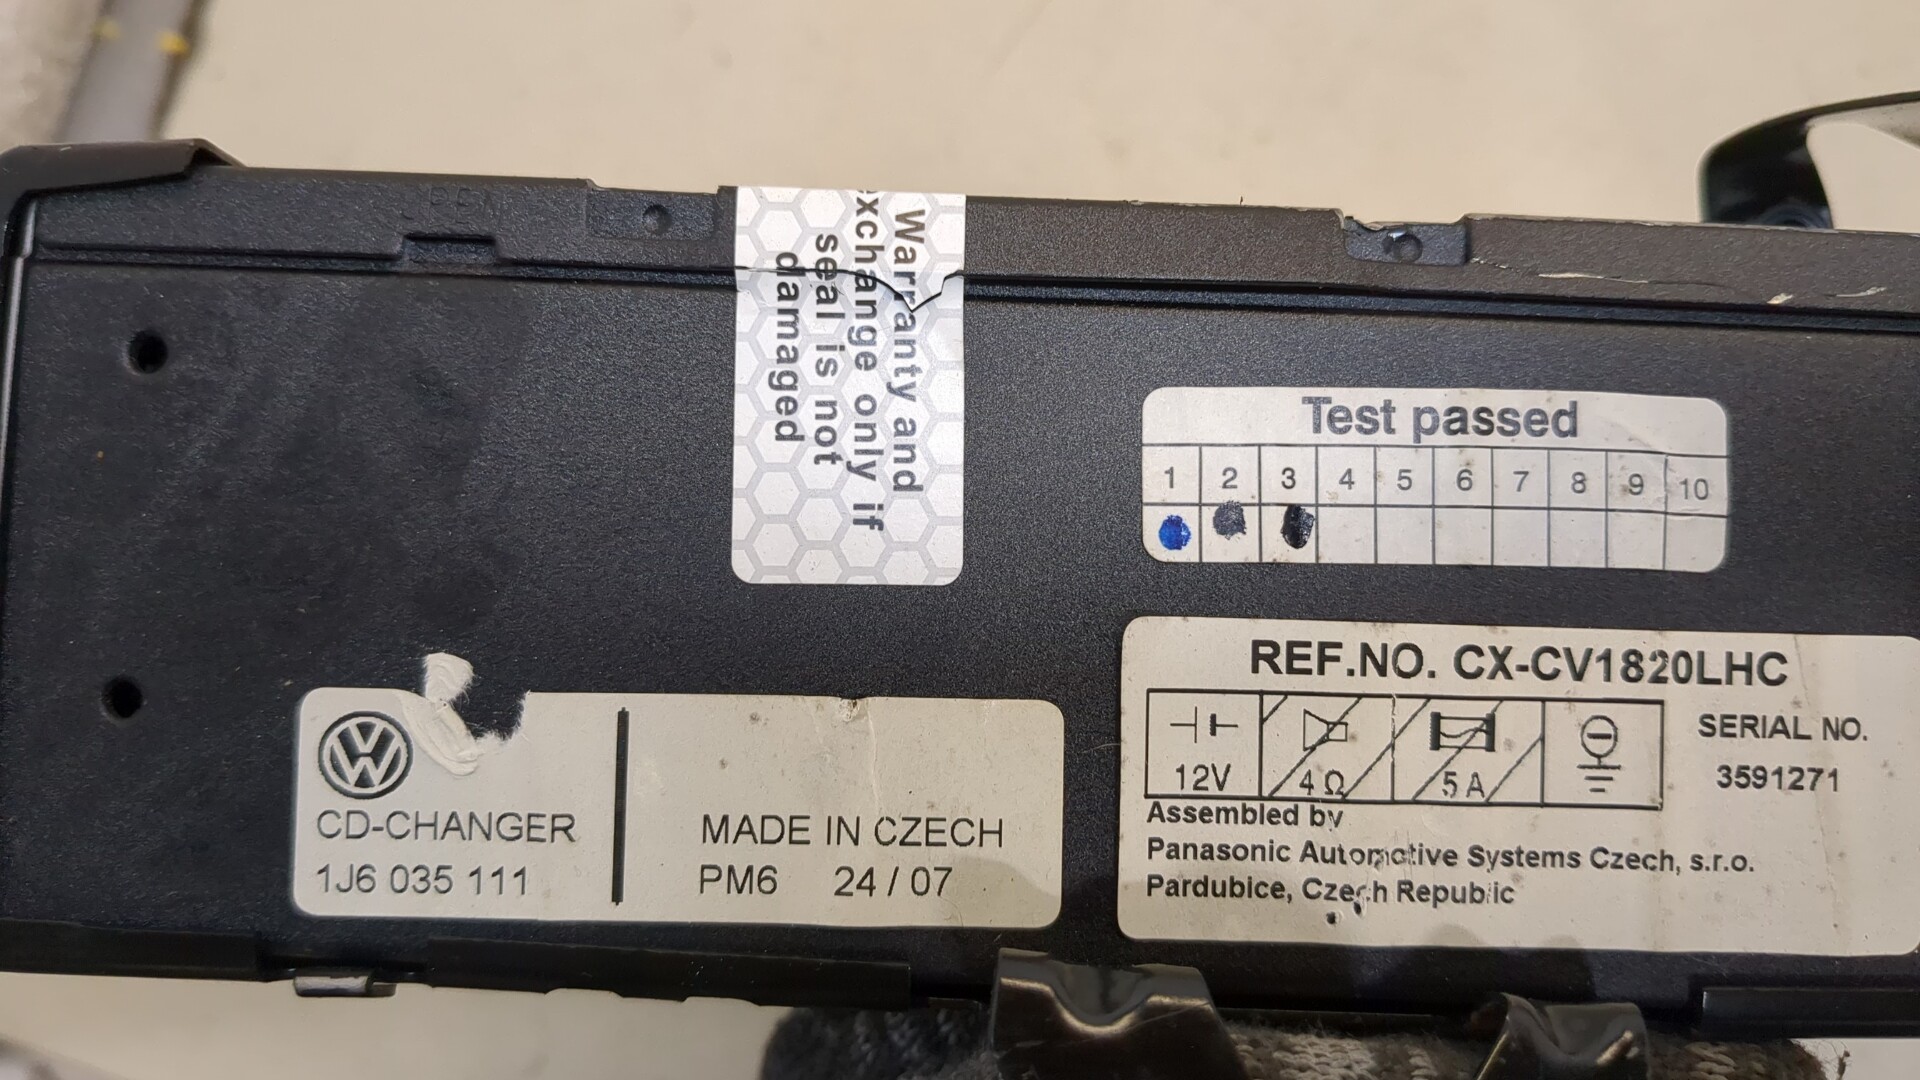 Warranty and
exchange only if
seal is not
damaged
Test passed
1 2 3 4 5 6 7 8 9 10
REF.NO. CX-CV1820LHC
12V 4 Ω 5 A
SERIAL NO.
3591271
Assembled by
Panasonic Automotive Systems Czech, s.r.o.
Pardubice, Czech Republic
VW
CD-CHANGER
1J6 035 111
MADE IN CZECH
PM6 24 / 07